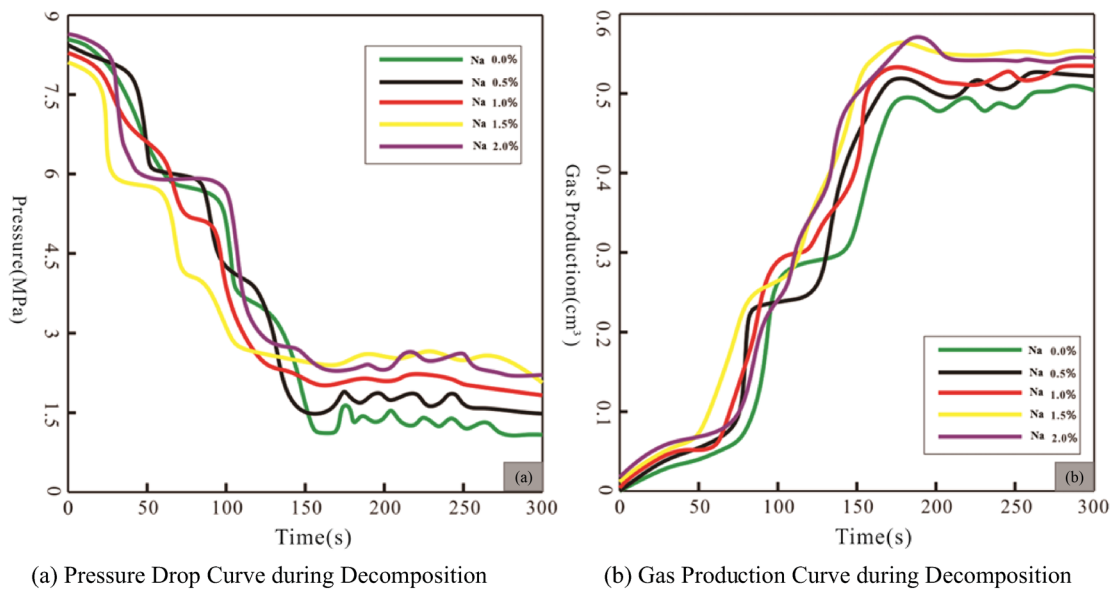 9
7.5
6
4.5
3
1.5
0
Pressure(MPa)
Na 0.0%
Na 0.5%
Na 1.0%
Na 1.5%
Na 2.0%
(a)
0 50 100 150 200 250 300
Time(s)
(a) Pressure Drop Curve during Decomposition
0.6
0.5
0.4
0.3
0.2
0.1
0
Gas Production(cm³)
Na 0.0%
Na 0.5%
Na 1.0%
Na 1.5%
Na 2.0%
(b)
0 50 100 150 200 250 300
Time(s)
(b) Gas Production Curve during Decomposition